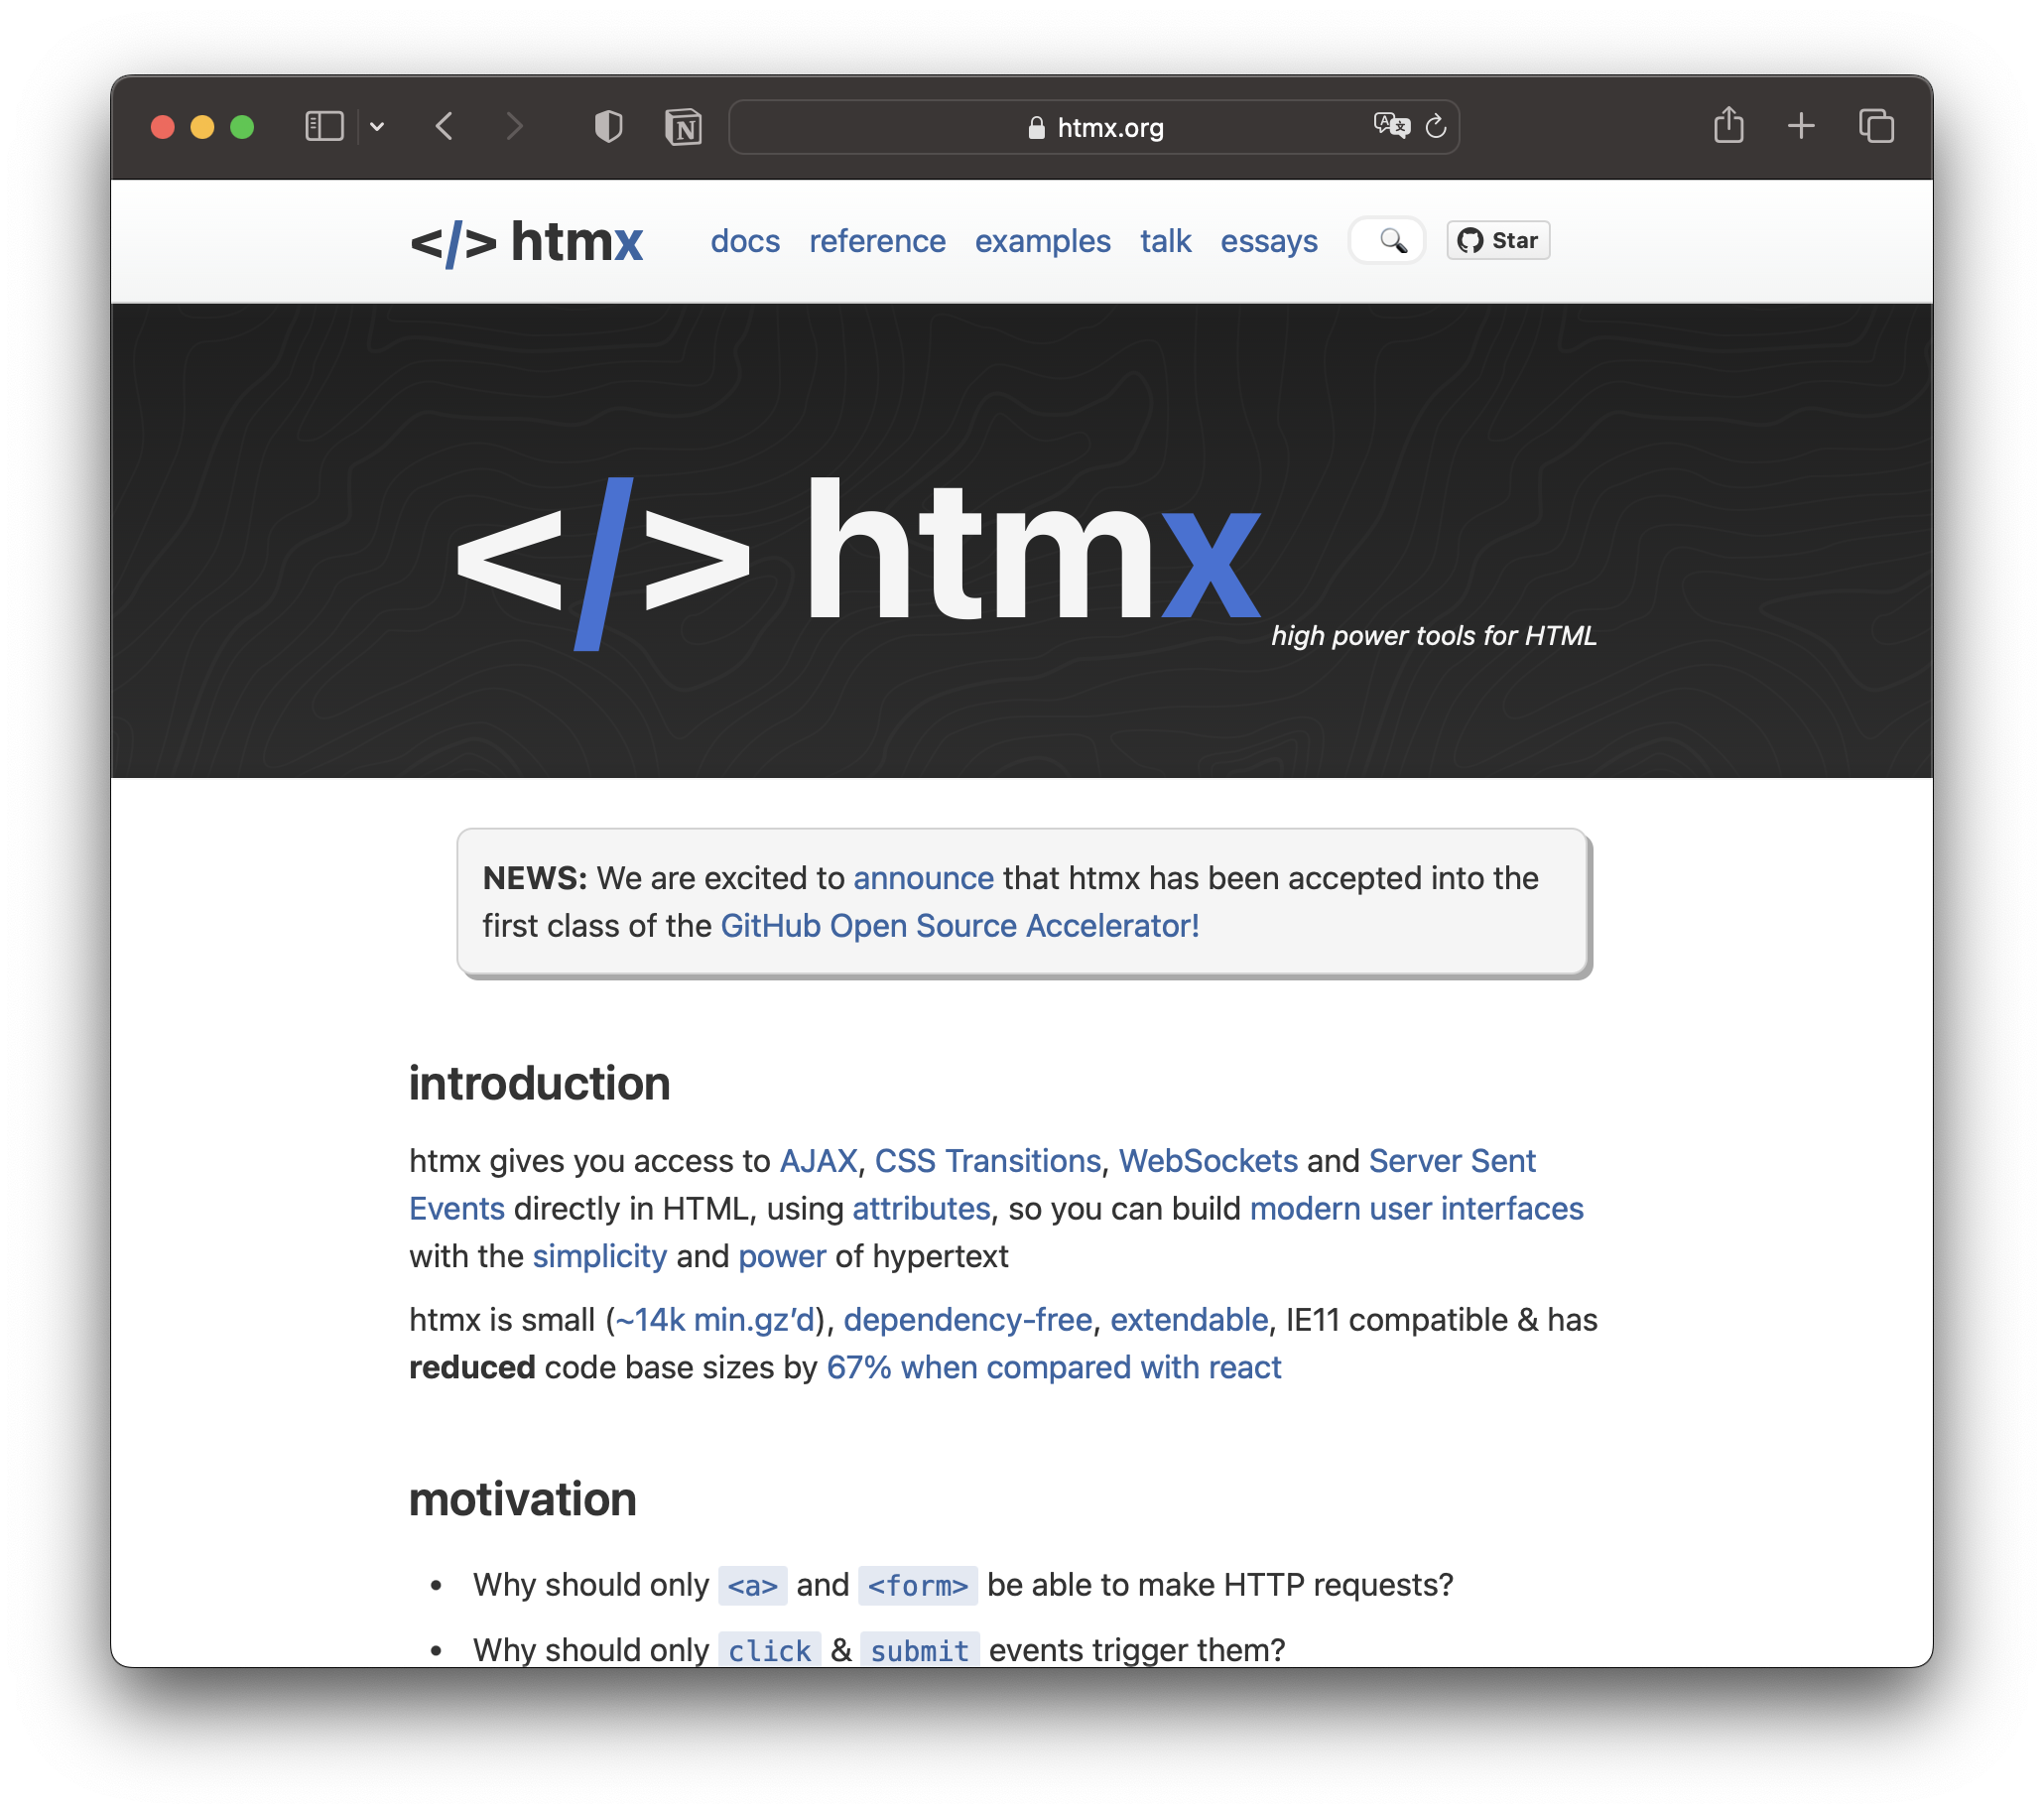 htmx.org
</> htmx docs reference examples talk essays Star
</> htmx
high power tools for HTML
NEWS: We are excited to announce that htmx has been accepted into the
first class of the GitHub Open Source Accelerator!
introduction
htmx gives you access to AJAX, CSS Transitions, WebSockets and Server Sent
Events directly in HTML, using attributes, so you can build modern user interfaces
with the simplicity and power of hypertext
htmx is small (~14k min.gz’d), dependency-free, extendable, IE11 compatible & has
reduced code base sizes by 67% when compared with react
motivation
• Why should only <a> and <form> be able to make HTTP requests?
• Why should only click & submit events trigger them?